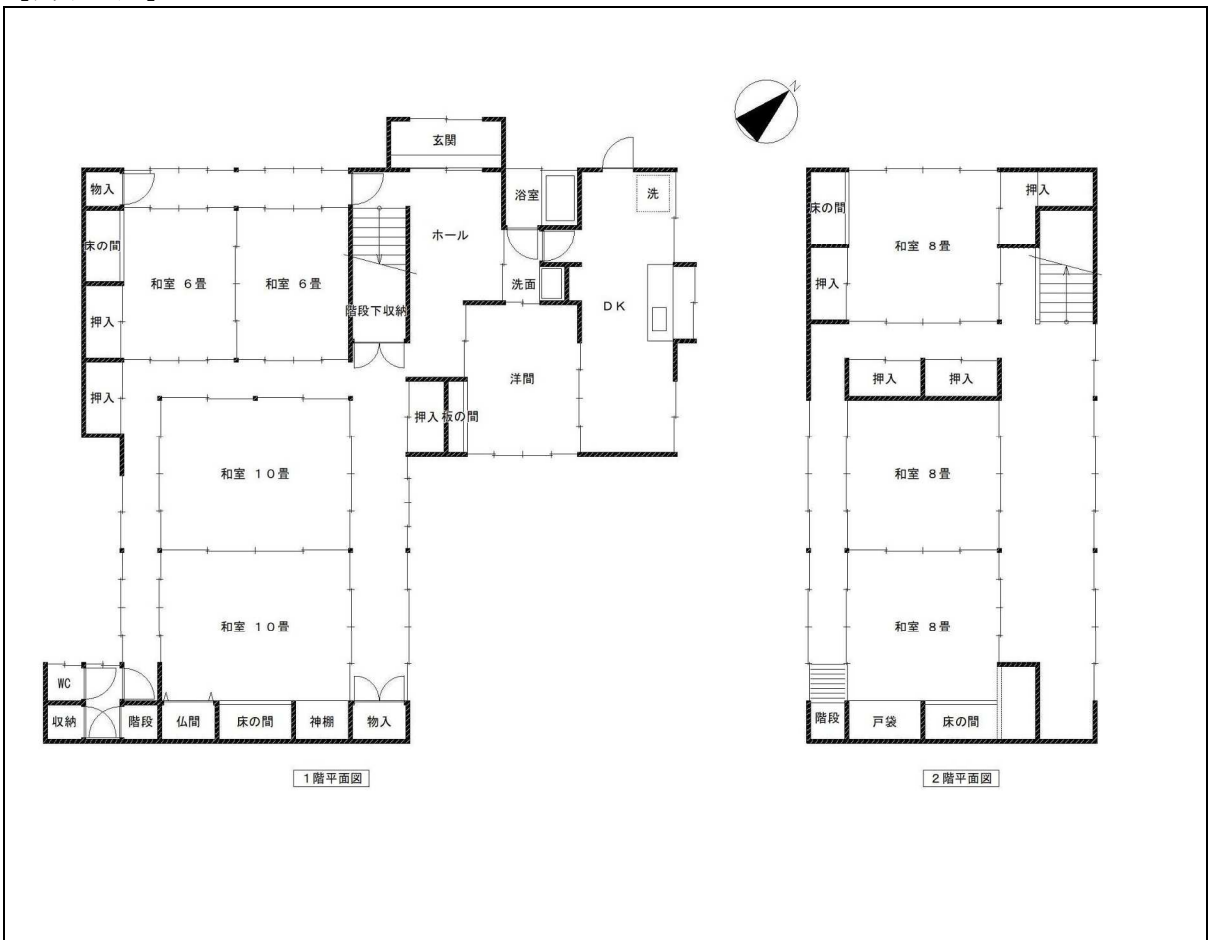 N
玄関
物入
浴室
洗
床の間
ホール
和室 6畳
和室 6畳
洗面
DK
押入
階段下収納
洋間
押入
押入
板の間
和室 10畳
和室 10畳
WC
収納
階段
仏間
床の間
神棚
物入
1階平面図
押入
床の間
和室 8畳
押入
押入
押入
和室 8畳
和室 8畳
階段
戸袋
床の間
2階平面図